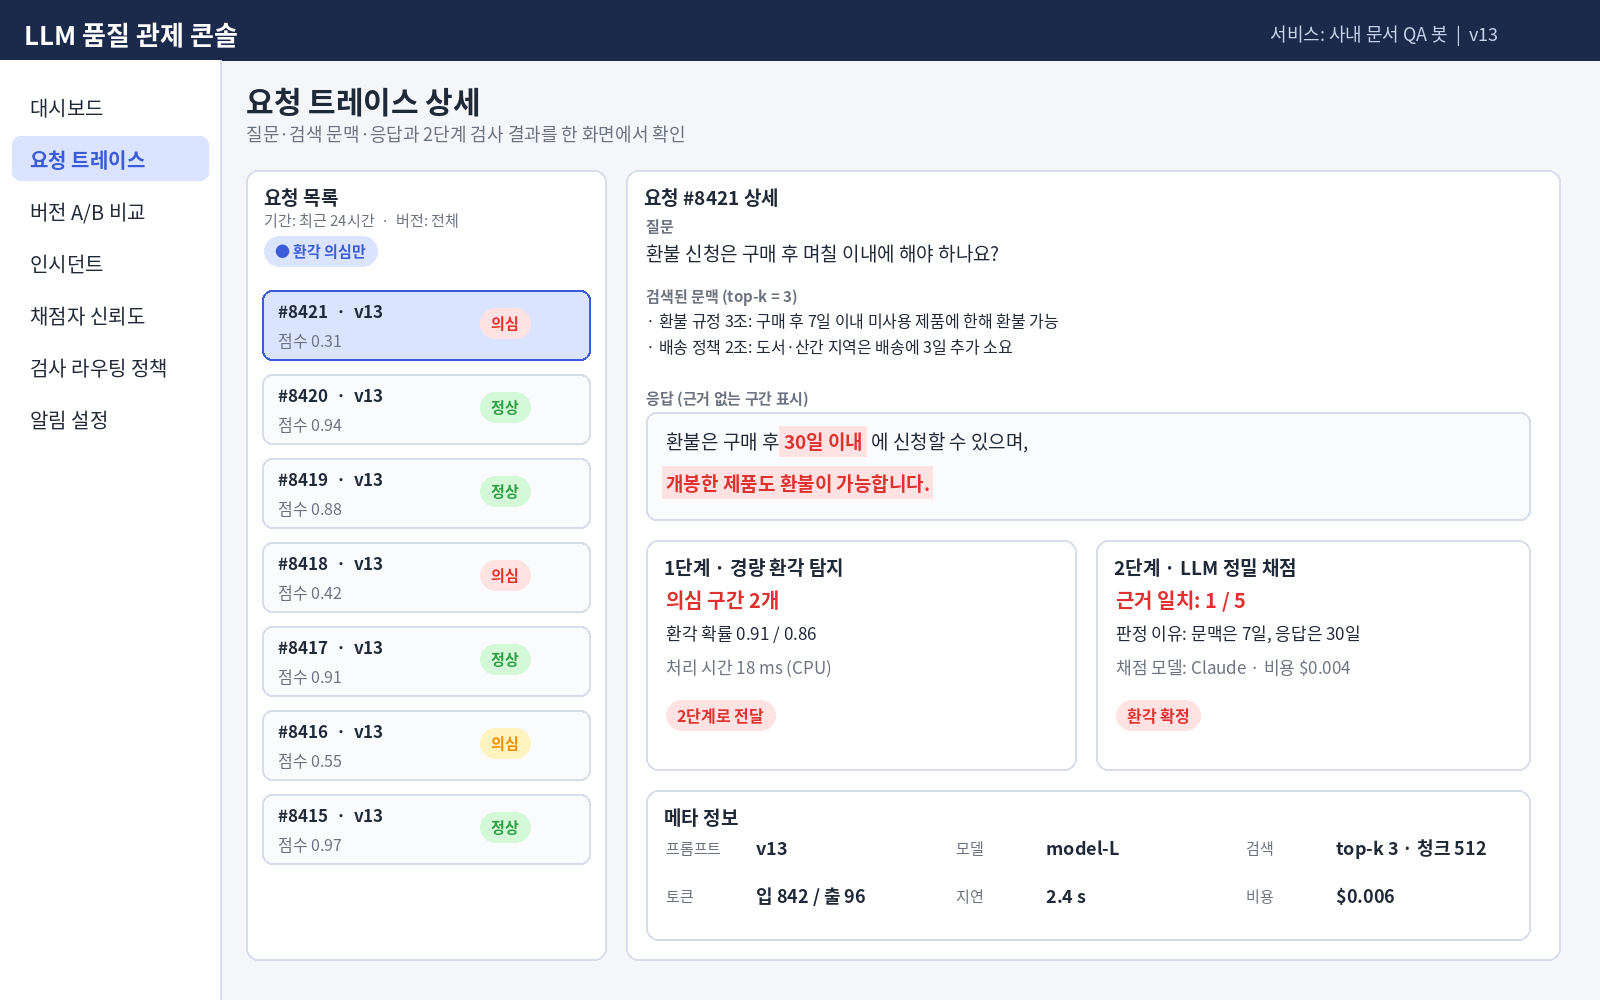 LLM 품질 관제 콘솔
서비스: 사내 문서 QA 봇 | v13
대시보드
요청 트레이스
버전 A/B 비교
인시던트
채점자 신뢰도
검사 라우팅 정책
알림 설정
요청 트레이스 상세
질문·검색 문맥·응답과 2단계 검사 결과를 한 화면에서 확인
요청 목록
기간: 최근 24시간 · 버전: 전체
환각 의심만
#8421 · v13
의심
점수 0.31
#8420 · v13
정상
점수 0.94
#8419 · v13
정상
점수 0.88
#8418 · v13
의심
점수 0.42
#8417 · v13
정상
점수 0.91
#8416 · v13
의심
점수 0.55
#8415 · v13
정상
점수 0.97
요청 #8421 상세
질문
환불 신청은 구매 후 며칠 이내에 해야 하나요?
검색된 문맥 (top-k = 3)
· 환불 규정 3조: 구매 후 7일 이내 미사용 제품에 한해 환불 가능
· 배송 정책 2조: 도서·산간 지역은 배송에 3일 추가 소요
응답 (근거 없는 구간 표시)
환불은 구매 후 30일 이내 에 신청할 수 있으며,
개봉한 제품도 환불이 가능합니다.
1단계 · 경량 환각 탐지
의심 구간 2개
환각 확률 0.91 / 0.86
처리 시간 18 ms (CPU)
2단계로 전달
2단계 · LLM 정밀 채점
근거 일치: 1 / 5
판정 이유: 문맥은 7일, 응답은 30일
채점 모델: Claude · 비용 $0.004
환각 확정
메타 정보
프롬프트 v13 모델 model-L 검색 top-k 3 · 청크 512
토큰 입 842 / 출 96 지연 2.4 s 비용 $0.006